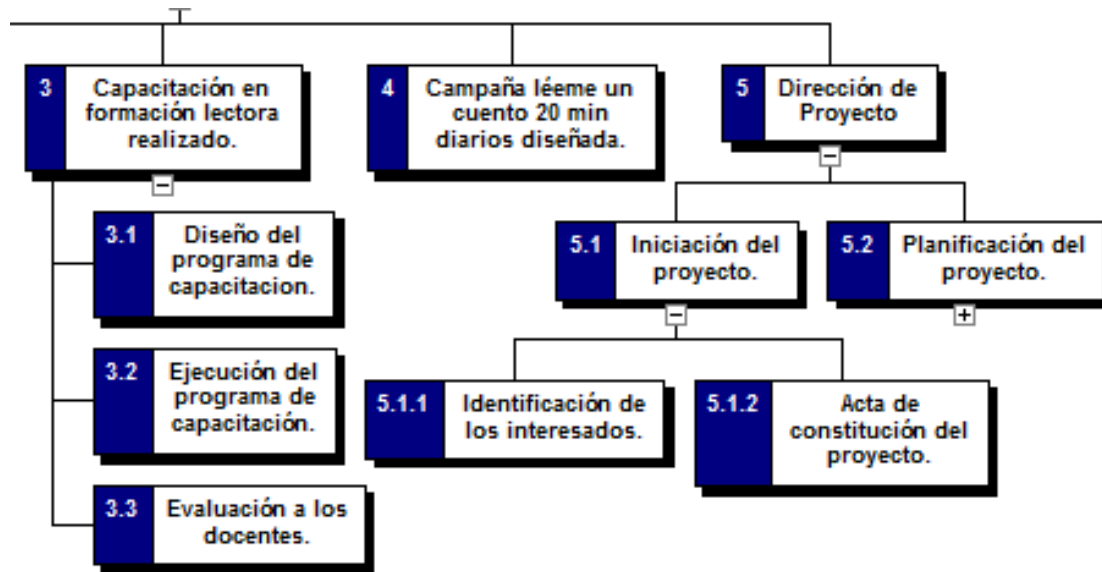 3
Capacitación en
formación lectora
realizado.
4
Campaña léeme un
cuento 20 min
diarios diseñada.
5
Dirección de
Proyecto
3.1
Diseño del
programa de
capacitacion.
3.2
Ejecución del
programa de
capacitación.
3.3
Evaluación a los
docentes.
5.1
Iniciación del
proyecto.
5.2
Planificación del
proyecto.
5.1.1
Identificación de
los interesados.
5.1.2
Acta de
constitución del
proyecto.